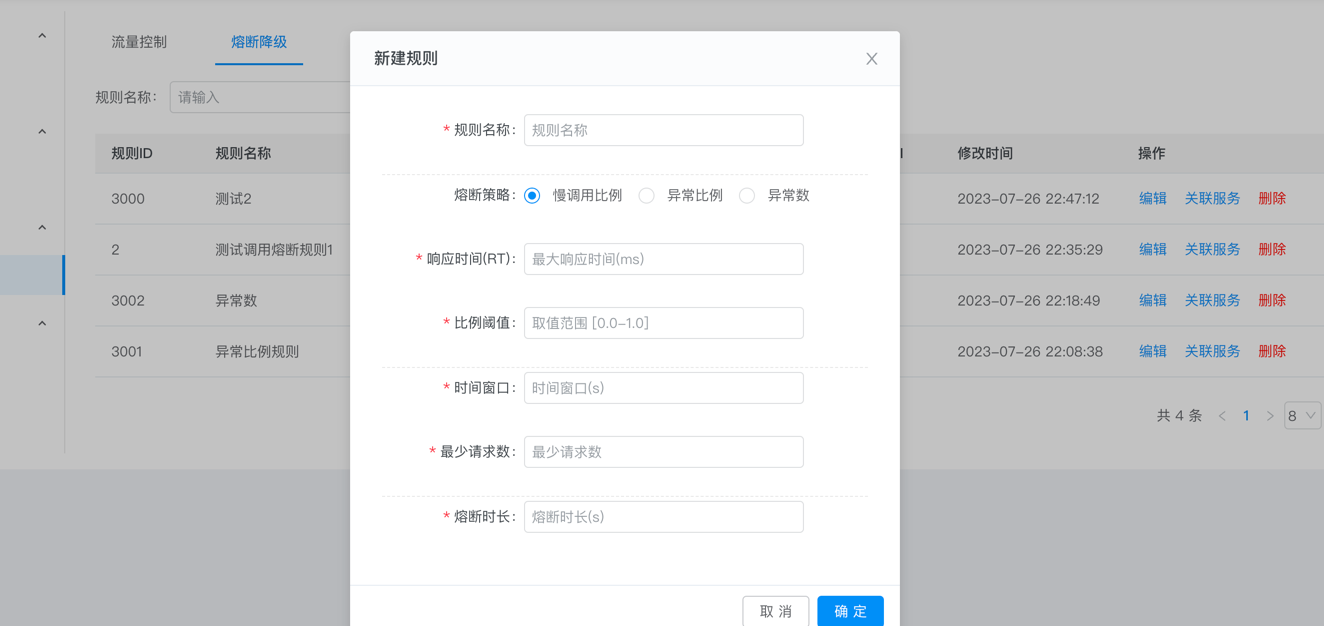 流量控制
熔断降级
规则名称：
请输入
规则ID 规则名称 修改时间 操作
3000 测试2 2023-07-26 22:47:12 编辑 关联服务 删除
2 测试调用熔断规则1 2023-07-26 22:35:29 编辑 关联服务 删除
3002 异常数 2023-07-26 22:18:49 编辑 关联服务 删除
3001 异常比例规则 2023-07-26 22:08:38 编辑 关联服务 删除
共 4 条 < 1 > 8
新建规则
* 规则名称： 规则名称
熔断策略： 慢调用比例 异常比例 异常数
* 响应时间(RT)： 最大响应时间(ms)
* 比例阈值： 取值范围 [0.0-1.0]
* 时间窗口： 时间窗口(s)
* 最少请求数： 最少请求数
* 熔断时长： 熔断时长(s)
取 消
确 定